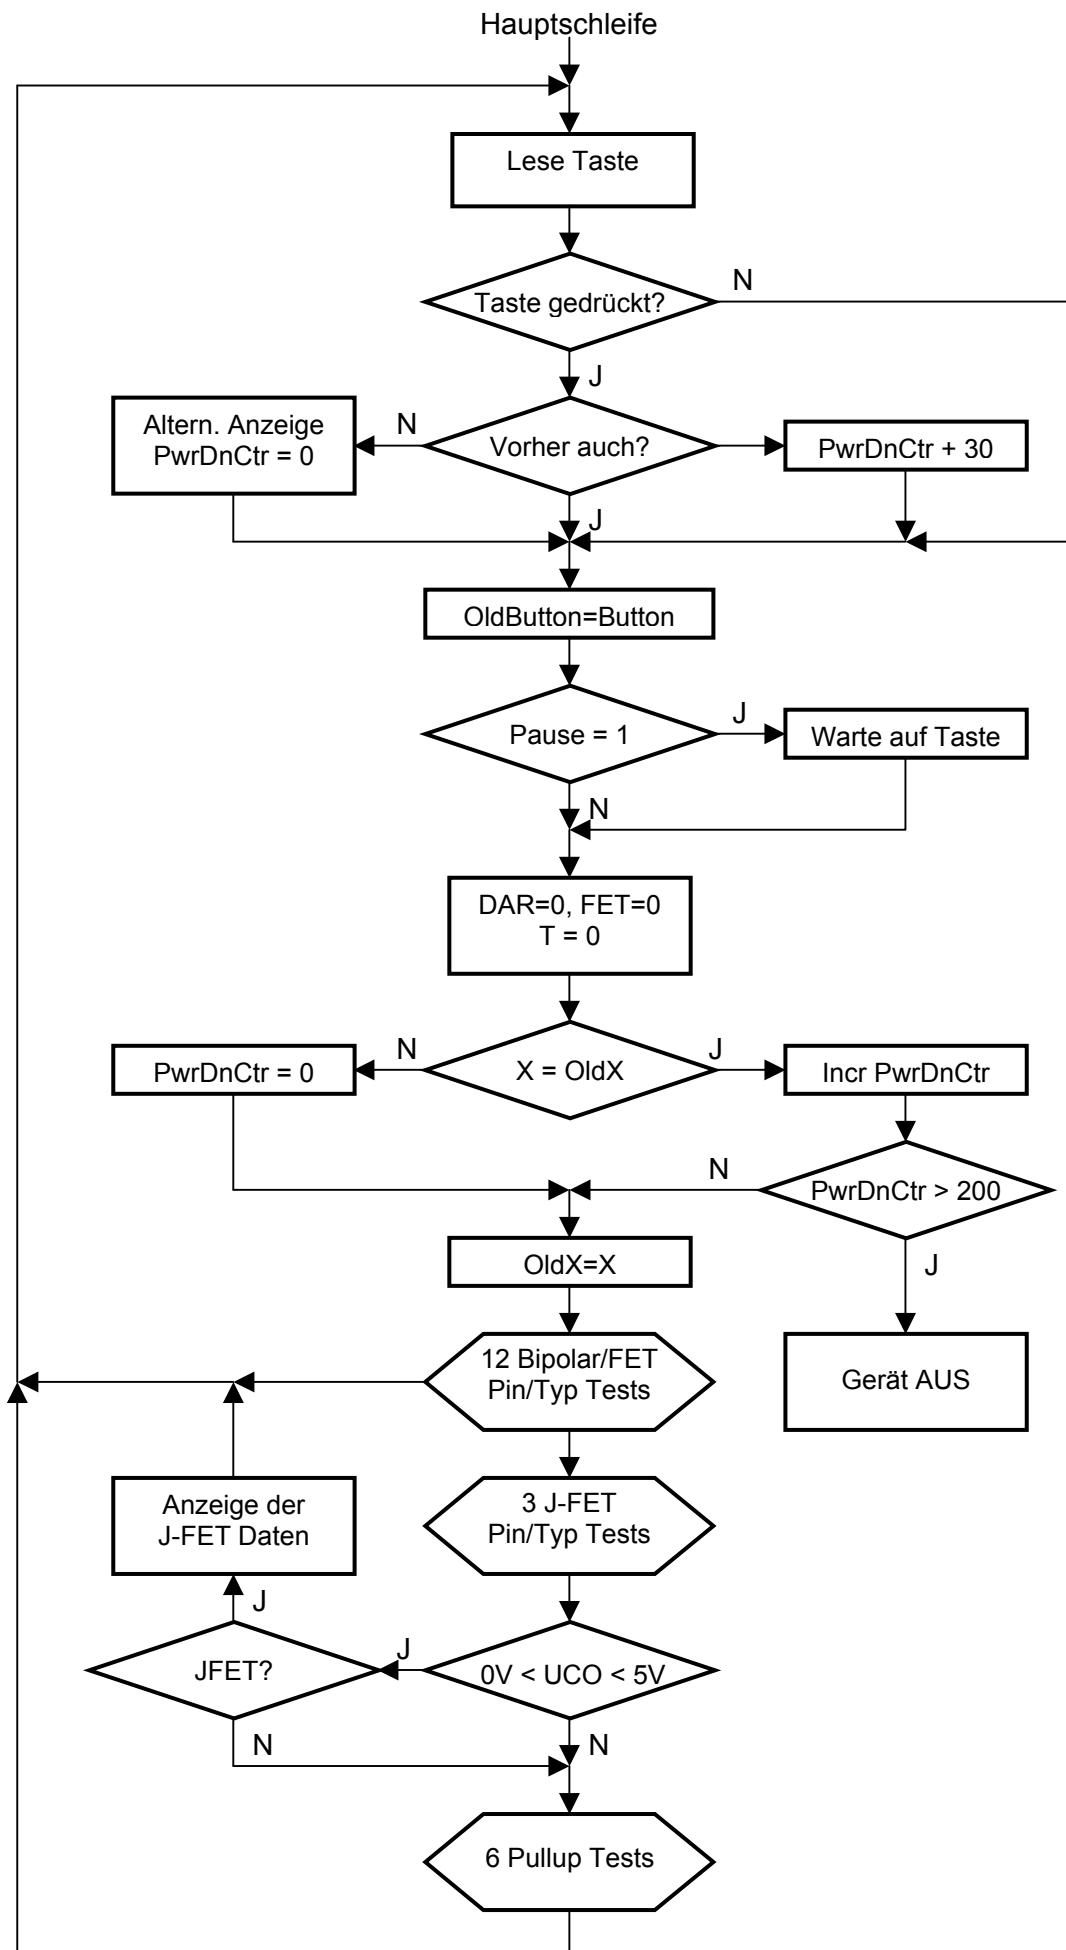 Hauptschleife
Lese Taste
Taste gedrückt?
N
J
Altern. Anzeige
PwrDnCtr = 0
N
Vorher auch?
PwrDnCtr + 30
J
OldButton=Button
Pause = 1
J
Warte auf Taste
N
DAR=0, FET=0
T = 0
PwrDnCtr = 0
N
X = OldX
J
Incr PwrDnCtr
N
PwrDnCtr > 200
J
OldX=X
12 Bipolar/FET
Pin/Typ Tests
Gerät AUS
Anzeige der
J-FET Daten
3 J-FET
Pin/Typ Tests
J
JFET?
J
0V < UCO < 5V
N
N
6 Pullup Tests